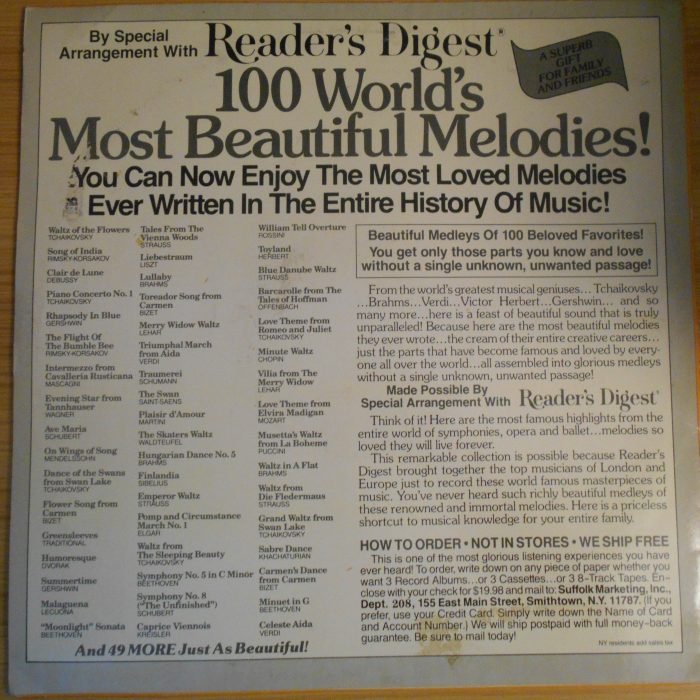 By Special
Arrangement With Reader's Digest®
A SUPERB
GIFT
FOR FAMILY
AND FRIENDS
100 World's
Most Beautiful Melodies!
You Can Now Enjoy The Most Loved Melodies
Ever Written In The Entire History Of Music!
Waltz of the Flowers
TCHAIKOVSKY
Song of India
RIMSKY-KORSAKOV
Clair de Lune
DEBUSSY
Piano Concerto No. 1
TCHAIKOVSKY
Rhapsody In Blue
GERSHWIN
The Flight Of
The Bumble Bee
RIMSKY-KORSAKOV
Intermezzo from
Cavalleria Rusticana
MASCAGNI
Evening Star from
Tannhauser
WAGNER
Ave Maria
SCHUBERT
On Wings of Song
MENDELSSOHN
Dance of the Swans
from Swan Lake
TCHAIKOVSKY
Flower Song from
Carmen
BIZET
Greensleeves
TRADITIONAL
Humoresque
DVORAK
Summertime
GERSHWIN
Malaguena
LECUONA
"Moonlight" Sonata
BEETHOVEN
Tales From The
Vienna Woods
STRAUSS
Liebestraum
LISZT
Lullaby
BRAHMS
Toreador Song from
Carmen
BIZET
Merry Widow Waltz
LEHAR
Triumphal March
from Aida
VERDI
Traumerei
SCHUMANN
The Swan
SAINT-SAENS
Plaisir d'Amour
MARTINI
The Skaters Waltz
WALDTEUFEL
Hungarian Dance No. 5
BRAHMS
Finlandia
SIBELIUS
Emperor Waltz
STRAUSS
Pomp and Circumstance
March No. 1
ELGAR
Waltz from
The Sleeping Beauty
TCHAIKOVSKY
Symphony No. 5 in C Minor
BEETHOVEN
Symphony No. 8
("The Unfinished")
SCHUBERT
Caprice Viennois
KREISLER
William Tell Overture
ROSSINI
Toyland
HERBERT
Blue Danube Waltz
STRAUSS
Barcarolle from The
Tales of Hoffman
OFFENBACH
Love Theme from
Romeo and Juliet
TCHAIKOVSKY
Minute Waltz
CHOPIN
Vilia from The
Merry Widow
LEHAR
Love Theme from
Elvira Madigan
MOZART
Musetta's Waltz
from La Boheme
PUCCINI
Waltz in A Flat
BRAHMS
Waltz from
Die Fledermaus
STRAUSS
Grand Waltz from
Swan Lake
TCHAIKOVSKY
Sabre Dance
KHACHATURIAN
Carmen's Dance
from Carmen
BIZET
Minuet in G
BEETHOVEN
Celeste Aida
VERDI
And 49 MORE Just As Beautiful!
Beautiful Medleys Of 100 Beloved Favorites!
You get only those parts you know and love
without a single unknown, unwanted passage!
From the world's greatest musical geniuses...Tchaikovsky
...Brahms...Verdi...Victor Herbert...Gershwin... and so
many more...here is a feast of beautiful sound that is truly
unparalleled! Because here are the most beautiful melodies
they ever wrote...the cream of their entire creative careers...
just the parts that have become famous and loved by every-
one all over the world...all assembled into glorious medleys
without a single unknown, unwanted passage!
Made Possible By
Special Arrangement With Reader's Digest®
Think of it! Here are the most famous highlights from the
entire world of symphonies, opera and ballet...melodies so
loved they will live forever.
This remarkable collection is possible because Reader's
Digest brought together the top musicians of London and
Europe just to record these world famous masterpieces of
music. You've never heard such richly beautiful medleys of
these renowned and immortal melodies. Here is a priceless
shortcut to musical knowledge for your entire family.
HOW TO ORDER • NOT IN STORES • WE SHIP FREE
This is one of the most glorious listening experiences you have
ever heard! To order, write down on any piece of paper whether you
want 3 Record Albums...or 3 Cassettes...or 3 8-Track Tapes. En-
close with your check for $19.98 and mail to: Suffolk Marketing, Inc.,
Dept. 208, 155 East Main Street, Smithtown, N.Y. 11787. (If you
prefer, use your Credit Card. Simply write down the Name of Card
and Account Number.) We will ship postpaid with full money-back
guarantee. Be sure to mail today!
NY residents add sales tax